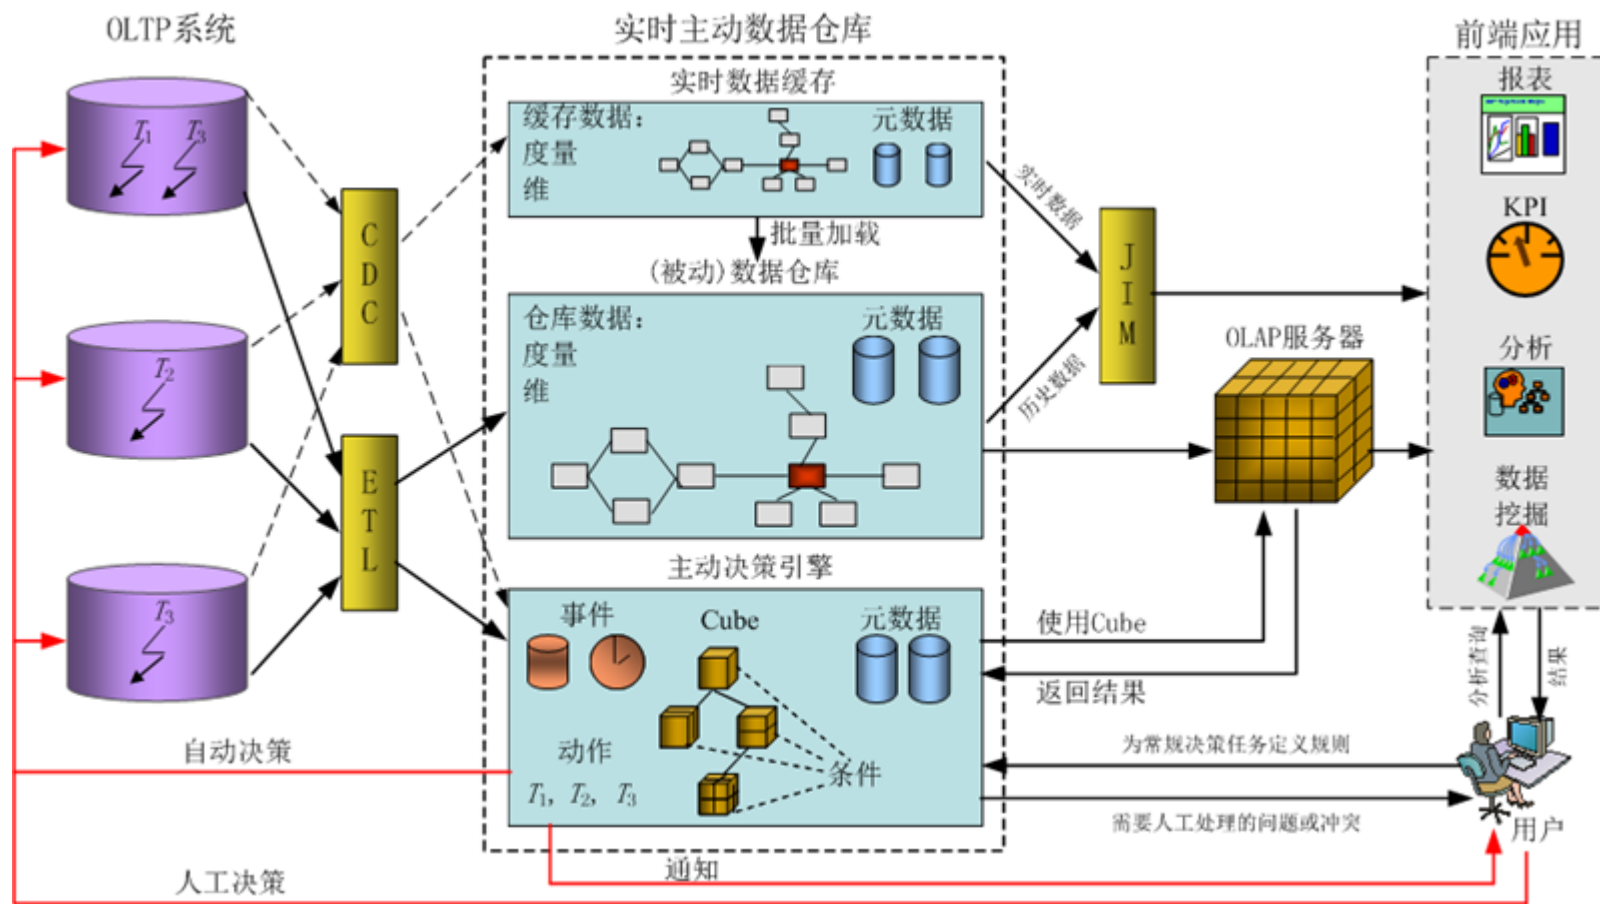 OLTP系统
实时主动数据仓库
前端应用
T1 T3
T2
T3
CDC
ETL
实时数据缓存
缓存数据：
度量
维
元数据
批量加载
(被动)数据仓库
仓库数据：
度量
维
元数据
主动决策引擎
事件
Cube
元数据
动作
T1, T2, T3
条件
实时数据
历史数据
JIM
OLAP服务器
使用Cube
返回结果
为常规决策任务定义规则
需要人工处理的问题或冲突
报表
KPI
分析
数据
挖掘
分析查询
结果
用户
自动决策
通知
人工决策